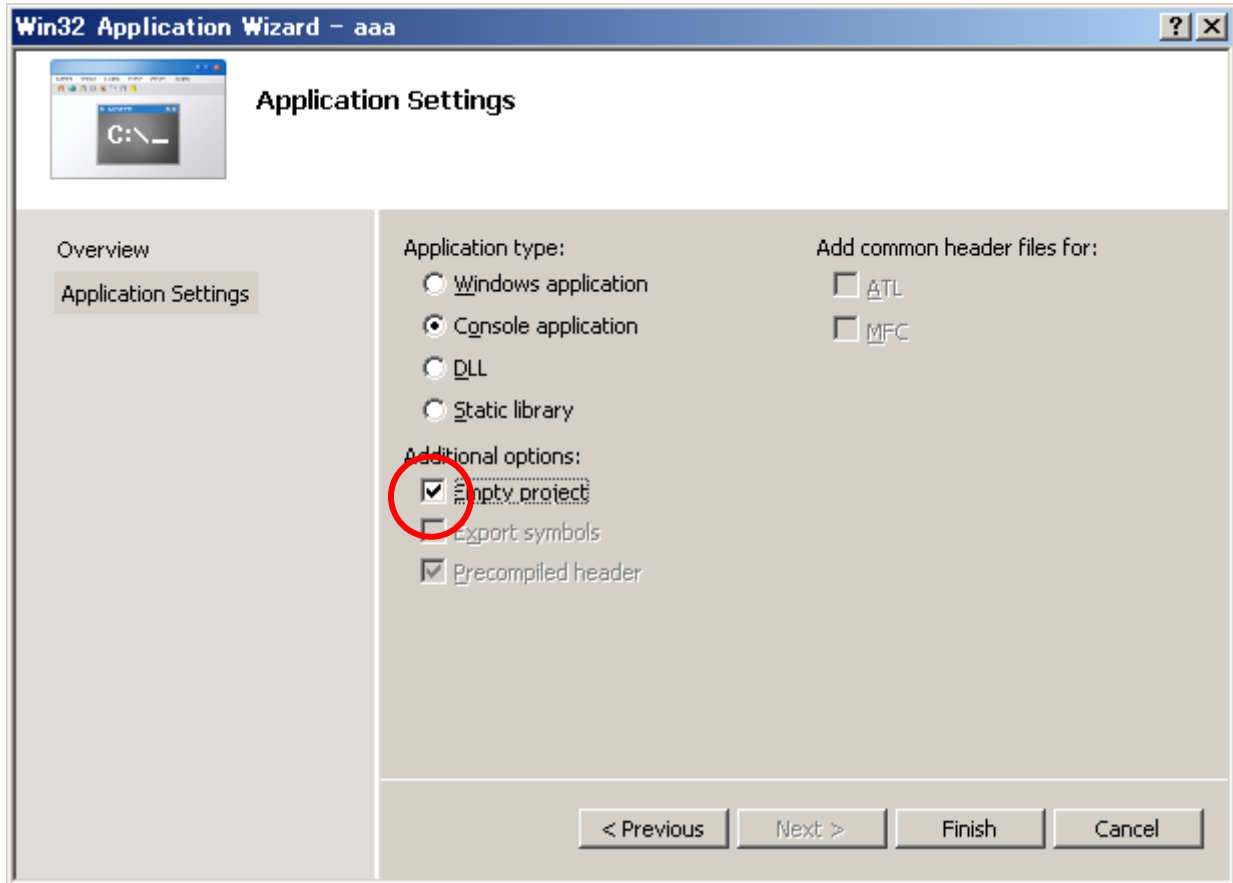 Win32 Application Wizard - aaa
C:\_
Application Settings
Overview
Application Settings
Application type:
Windows application
Console application
DLL
Static library
Additional options:
Empty project
Export symbols
Precompiled header
Add common header files for:
ATL
MFC
< Previous
Next >
Finish
Cancel